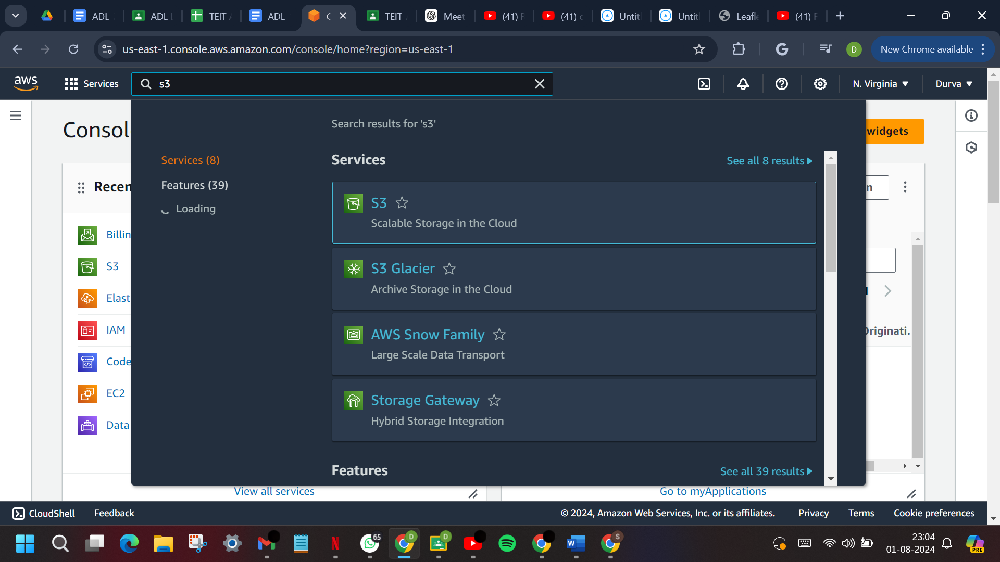 ADL_
ADL
TEIT
ADL_
TEIT-
Meet
(41)
(41)
Untitl
Untitl
Leafle
(41)
us-east-1.console.aws.amazon.com/console/home?region=us-east-1
G
D
New Chrome available
aws
Services
s3
N. Virginia
Durva
Consol
Search results for 's3'
widgets
Services (8)
Services
See all 8 results
Features (39)
Recen
n
S3
Loading
Scalable Storage in the Cloud
Billin
S3
S3 Glacier
Archive Storage in the Cloud
Elasti
IAM
AWS Snow Family
Originati.
Large Scale Data Transport
Code
EC2
Storage Gateway
Hybrid Storage Integration
Data
Features
See all 39 results
View all services
Go to myApplications
CloudShell
Feedback
© 2024, Amazon Web Services, Inc. or its affiliates.
Privacy
Terms
Cookie preferences
65
D
D
S
W
N
23:04
01-08-2024
PRE